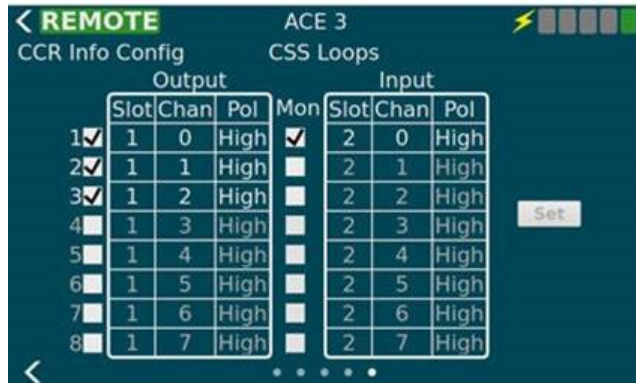 < REMOTE ACE 3
CCR Info Config CSS Loops
Output Input
Slot Chan Pol Mon Slot Chan Pol
1 1 0 High 2 0 High
2 1 1 High 2 1 High
3 1 2 High 2 2 High
4 1 3 High 2 3 High
Set
5 1 4 High 2 4 High
6 1 5 High 2 5 High
7 1 6 High 2 6 High
8 1 7 High 2 7 High
<